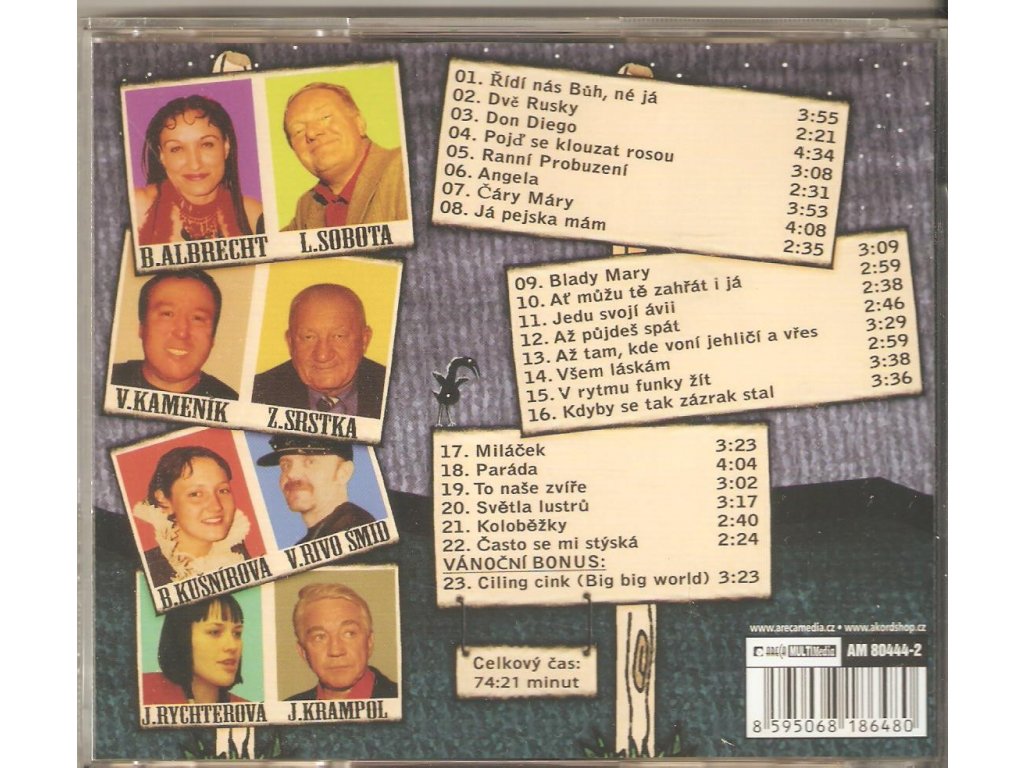 B.ALBRECHT
L.SOBOTA
V.KAMENÍK
Z.SRSTKA
B.KUŠNÍROVÁ
V.RIVO SMID
J.RYCHTEROVÁ
J.KRAMPOL
01. Řídí nás Bůh, né já 3:55
02. Dvě Rusky 2:21
03. Don Diego 4:34
04. Pojď se klouzat rosou 3:08
05. Ranní Probuzení 2:31
06. Angela 3:53
07. Čáry Máry 4:08
08. Já pejska mám 2:35
09. Blady Mary 3:09
10. Ať můžu tě zahřát i já 2:59
11. Jedu svojí ávii 2:38
12. Až půjdeš spát 2:46
13. Až tam, kde voní jehličí a vřes 3:29
14. Všem láskám 2:59
15. V rytmu funky žít 3:38
16. Kdyby se tak zázrak stal 3:36
17. Miláček 3:23
18. Paráda 4:04
19. To naše zvíře 3:02
20. Světla lustrů 3:17
21. Koloběžky 2:40
22. Často se mi stýská 2:24
VÁNOČNÍ BONUS:
23. Ciling cink (Big big world) 3:23
Celkový čas:
74:21 minut
www.arecamedia.cz • www.akordshop.cz
ARECA MULTIMedia AM 80444-2
8 595068 186480